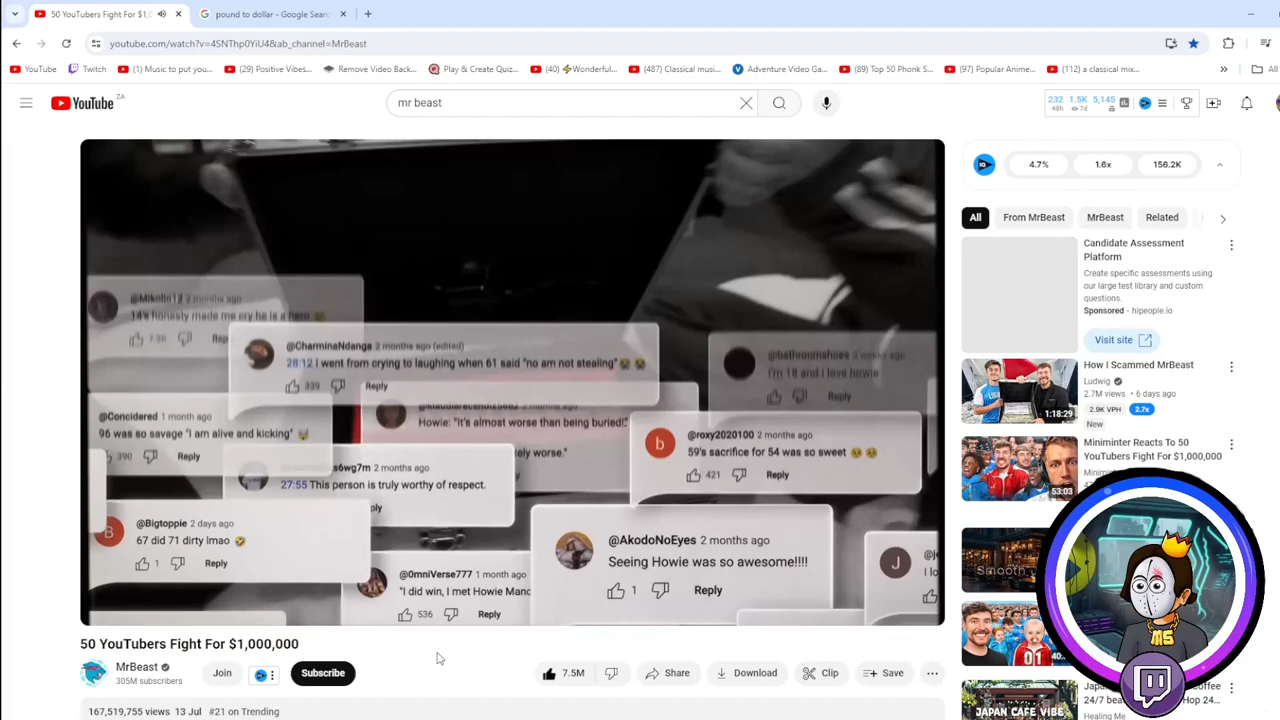 50 YouTubers Fight For $1,0
pound to dollar - Google Searc
youtube.com/watch?v=4SNThp0YiU4&ab_channel=MrBeast
YouTube
Twitch
(1) Music to put you...
(29) Positive Vibes...
Remove Video Back...
Play & Create Quiz...
(40) ⚡Wonderful...
(487) Classical musi...
Adventure Video Ga...
(89) Top 50 Phonk S...
(97) Popular Anime...
(112) a classical mix...
All
YouTube ZA
mr beast
232 1.5K 5,145
48h 7d
4.7% 1.6x 156.2K
All From MrBeast MrBeast Related
@Mikollo12 2 months ago
14's honesty made me cry he is a hero
7.9K
@CharminaNdanga 2 months ago (edited)
28:12 I went from crying to laughing when 61 said "no am not stealing" 😭😭
339 Reply
@bathroomshoes
I'm 18 and I love howie
Reply
@Concidered 1 month ago
96 was so savage "I am alive and kicking"
390 Reply
Howie: "It's almost worse than being buried!"
ely worse."
s6wg7m 2 months ago
27:55 This person is truly worthy of respect.
@roxy2020100 2 months ago
59's sacrifice for 54 was so sweet 🥺🥺
421 Reply
@Bigtoppie 2 days ago
67 did 71 dirty lmao 🤣
1 Reply
@0mniVerse777 1 month ago
"I did win, I met Howie Manc
536 Reply
@AkodoNoEyes 2 months ago
Seeing Howie was so awesome!!!!
1 Reply
50 YouTubers Fight For $1,000,000
MrBeast
305M subscribers
Join
Subscribe
7.5M
Share
Download
Clip
Save
167,519,755 views 13 Jul #21 on Trending
Candidate Assessment
Platform
Create specific assessments using
our large test library and custom
questions.
Sponsored · hipeople.io
Visit site
How I Scammed MrBeast
Ludwig
2.7M views • 6 days ago
2.9K VPH 2.7x
New
1:18:29
Miniminter Reacts To 50
YouTubers Fight For $1,000,000
53:03
Smooth
01
Coffee
24/7 bea
Hop 24...
Healing Me
JAPAN CAFE VIBE
MS